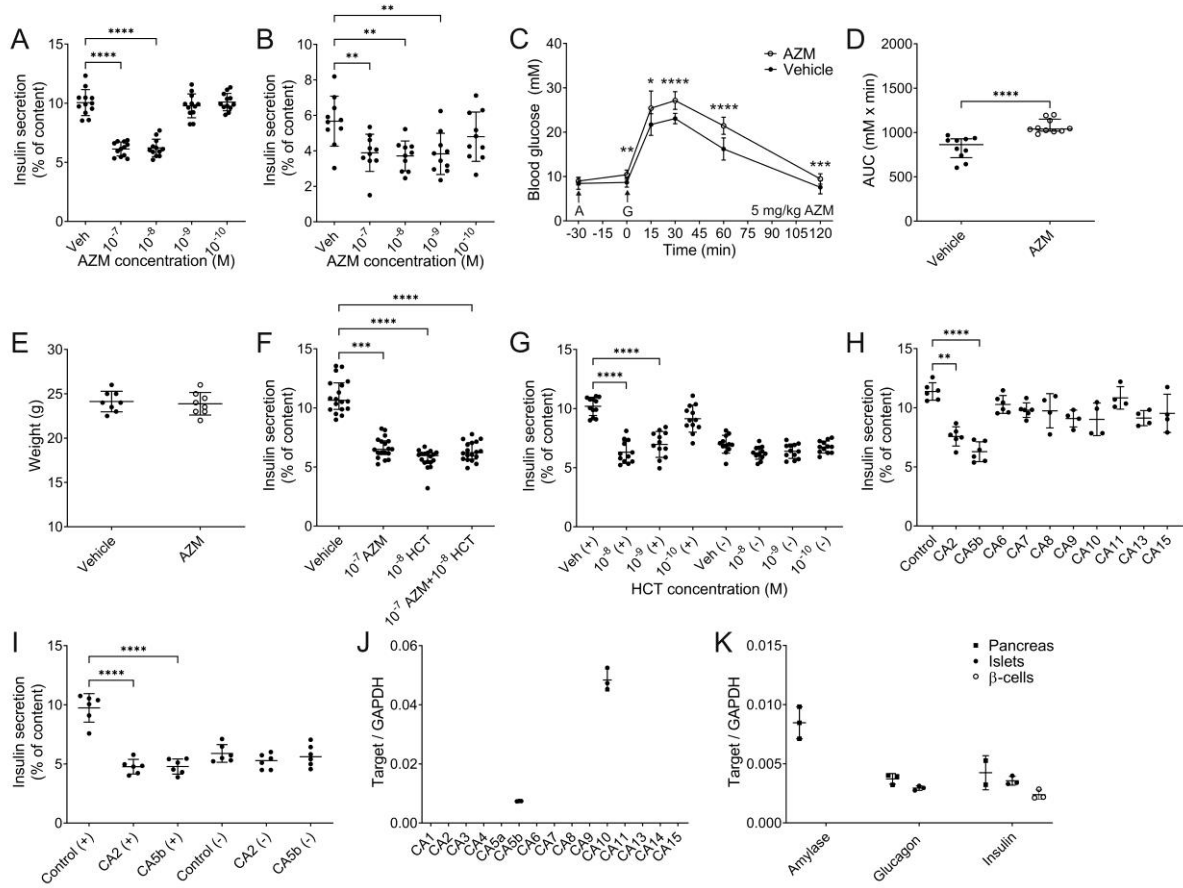 A
Insulin secretion
(% of content)
15
10
5
0
****
****
Veh
10⁻⁷
10⁻⁸
10⁻⁹
10⁻¹⁰
AZM concentration (M)
B
Insulin secretion
(% of content)
10
8
6
4
2
0
**
**
**
Veh
10⁻⁷
10⁻⁸
10⁻⁹
10⁻¹⁰
AZM concentration (M)
C
Blood glucose (mM)
40
30
20
10
0
AZM
Vehicle
**
*
****
****
***
A
G
5 mg/kg AZM
-30 -15 0 15 30 45 60 75 90 105 120
Time (min)
D
AUC (mM x min)
2000
1500
1000
500
0
****
Vehicle
AZM
E
Weight (g)
30
25
20
15
10
Vehicle
AZM
F
Insulin secretion
(% of content)
15
10
5
0
****
****
***
Vehicle
10⁻⁷ AZM
10⁻⁸ HCT
10⁻⁷ AZM+10⁻⁸ HCT
G
Insulin secretion
(% of content)
15
10
5
0
****
****
Veh (+)
10⁻⁸ (+)
10⁻⁹ (+)
10⁻¹⁰ (+)
Veh (-)
10⁻⁸ (-)
10⁻⁹ (-)
10⁻¹⁰ (-)
HCT concentration (M)
H
Insulin secretion
(% of content)
15
10
5
0
****
**
Control
CA2
CA5b
CA6
CA7
CA8
CA9
CA10
CA11
CA13
CA15
I
Insulin secretion
(% of content)
15
10
5
0
****
****
Control (+)
CA2 (+)
CA5b (+)
Control (-)
CA2 (-)
CA5b (-)
J
Target / GAPDH
0.06
0.04
0.02
0.00
CA1
CA2
CA3
CA4
CA5a
CA5b
CA6
CA7
CA8
CA9
CA10
CA11
CA13
CA14
CA15
K
Target / GAPDH
0.015
0.010
0.005
0.000
Pancreas
Islets
β-cells
Amylase
Glucagon
Insulin